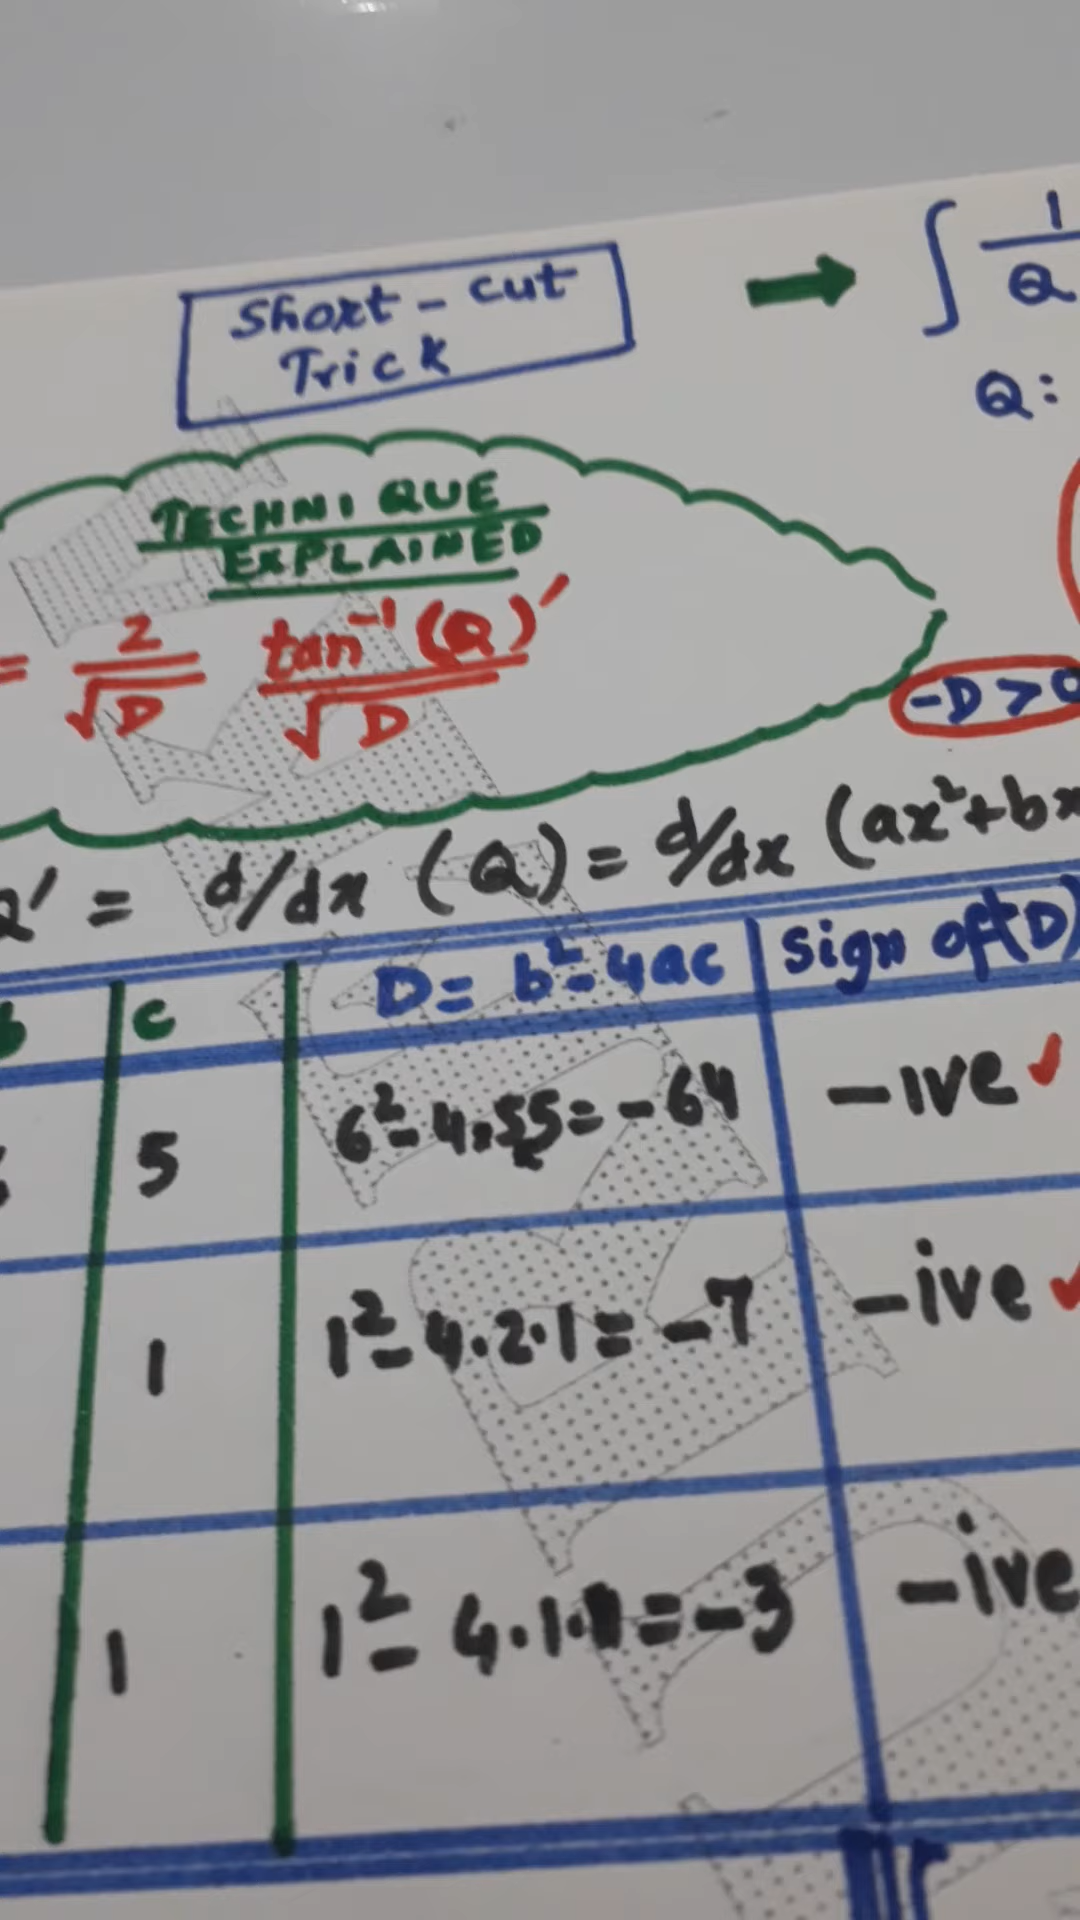 Short-cut
Trick
∫ 1
Q
Q:
TECHNIQUE
EXPLAINED
= 2/√D tan⁻¹(Q)'/√D
-D>0
Q' = d/dx (Q) = d/dx (ax²+bx
b c D= b²-4ac Sign of(D)
5 6²-4.5.5= -64 -ive ✓
1 1²-4.2.1= -7 -ive ✓
1 1²-4.1.1=-3 -ive